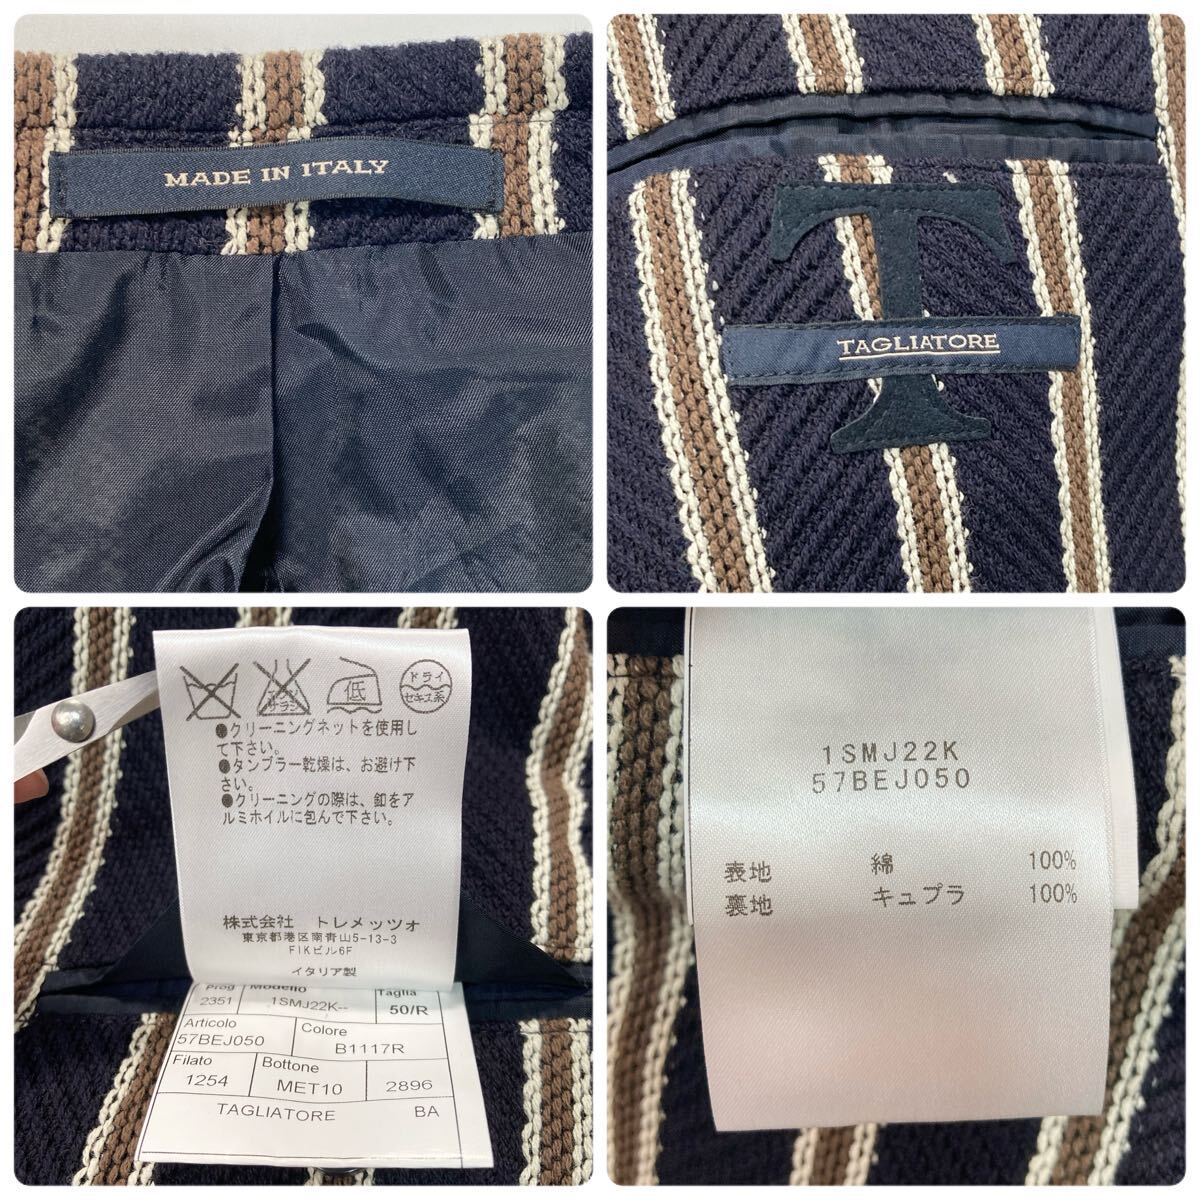 MADE IN ITALY
TAGLIATORE
エンソ
サラシ
低
ドライ
セキユ系
●クリーニングネットを使用し
て下さい。
●タンブラー乾燥は、お避け下
さい。
●クリーニングの際は、釦をア
ルミホイルに包んで下さい。
株式会社 トレメッツォ
東京都港区南青山5-13-3
FIKビル6F
イタリア製
Prog Modello Taglia
2351 1SMJ22K-- 50/R
Articolo Colore
57BEJ050 B1117R
Filato Bottone
1254 MET10 2896
TAGLIATORE BA
1SMJ22K
57BEJ050
表地 綿 100%
裏地 キュプラ 100%